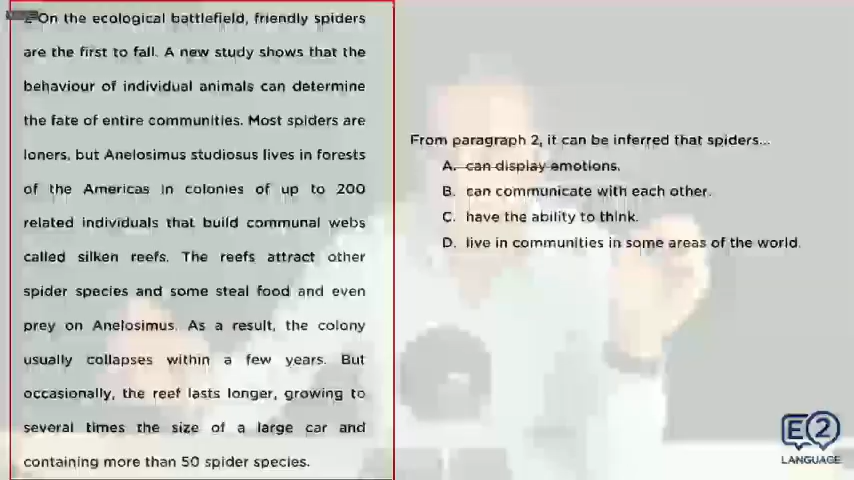 On the ecological battlefield, friendly spiders
are the first to fall. A new study shows that the
behaviour of individual animals can determine
the fate of entire communities. Most spiders are
loners, but Anelosimus studiosus lives in forests
of the Americas in colonies of up to 200
related individuals that build communal webs
called silken reefs. The reefs attract other
spider species and some steal food and even
prey on Anelosimus. As a result, the colony
usually collapses within a few years. But
occasionally, the reef lasts longer, growing to
several times the size of a large car and
containing more than 50 spider species.
From paragraph 2, it can be inferred that spiders...
A. can display emotions.
B. can communicate with each other.
C. have the ability to think.
D. live in communities in some areas of the world.
E2
LANGUAGE